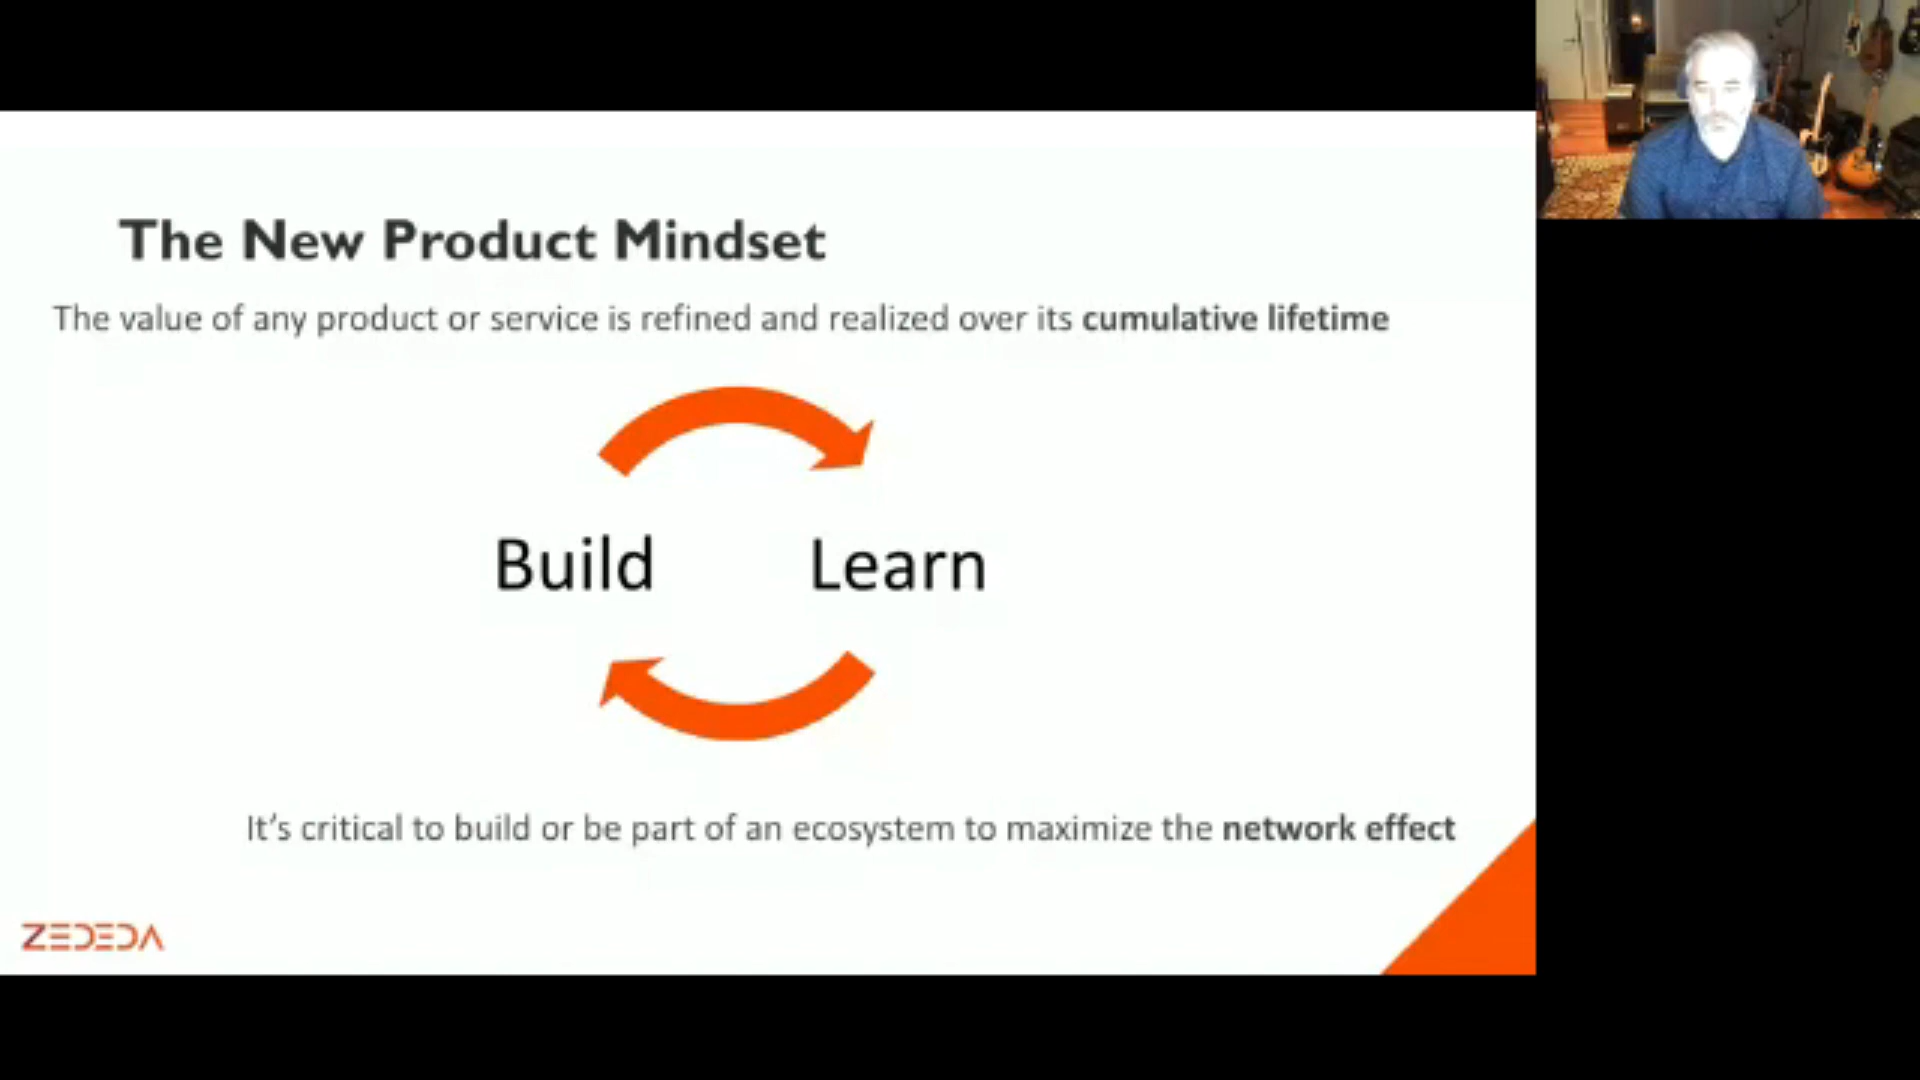 The New Product Mindset
The value of any product or service is refined and realized over its cumulative lifetime
Build
Learn
It's critical to build or be part of an ecosystem to maximize the network effect
ZEDEDA